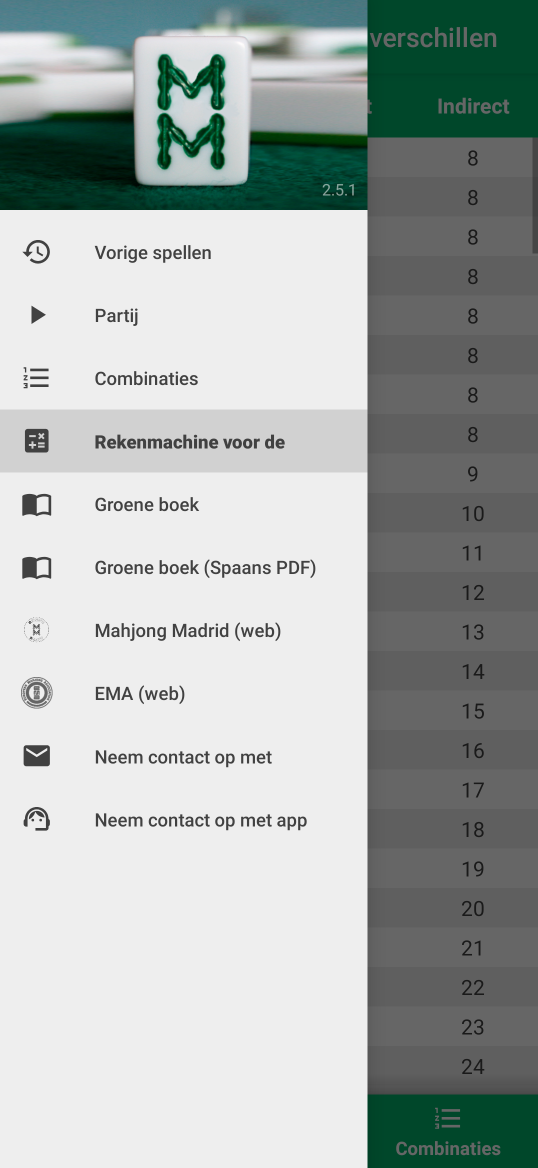 verschillen
M
M
2.5.1
t Indirect
8
8
8
8
8
8
8
8
9
10
11
12
13
14
15
16
17
18
19
20
21
22
23
24
Vorige spellen
Partij
Combinaties
Rekenmachine voor de
Groene boek
Groene boek (Spaans PDF)
Mahjong Madrid (web)
EMA (web)
Neem contact op met
Neem contact op met app
Combinaties